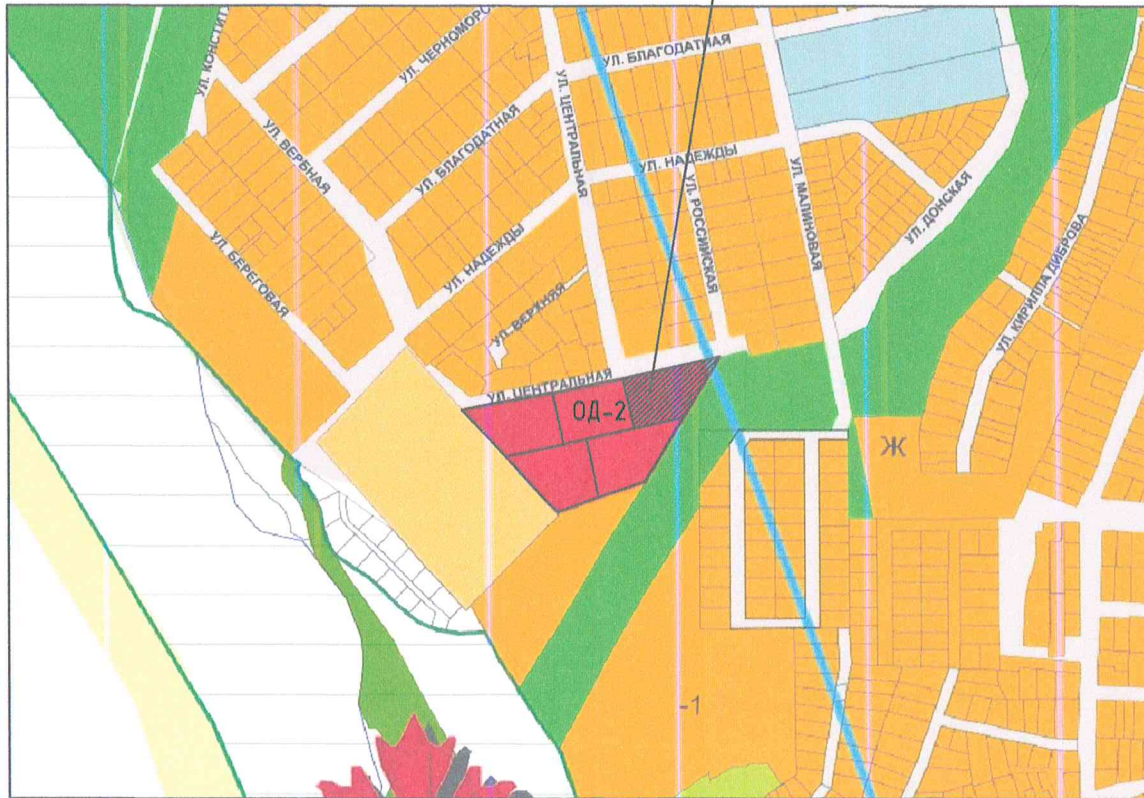 УЛ. КОНСТИТ
УЛ. ЧЕРНОМОРС
УЛ. БЛАГОДАТНАЯ
УЛ. ВЕРБНАЯ
УЛ. БЛАГОДАТНАЯ
УЛ. ЦЕНТРАЛЬНАЯ
УЛ. НАДЕЖДЫ
УЛ. РОССИЙСКАЯ
УЛ. МАЛИНОВАЯ
УЛ. ДОНСКАЯ
УЛ. КИРИЛЛА ДИБРОВА
УЛ. БЕРЕГОВАЯ
УЛ. НАДЕЖДЫ
УЛ. ВЕРХНЯЯ
УЛ. ЦЕНТРАЛЬНАЯ
ОД-2
Ж
-1